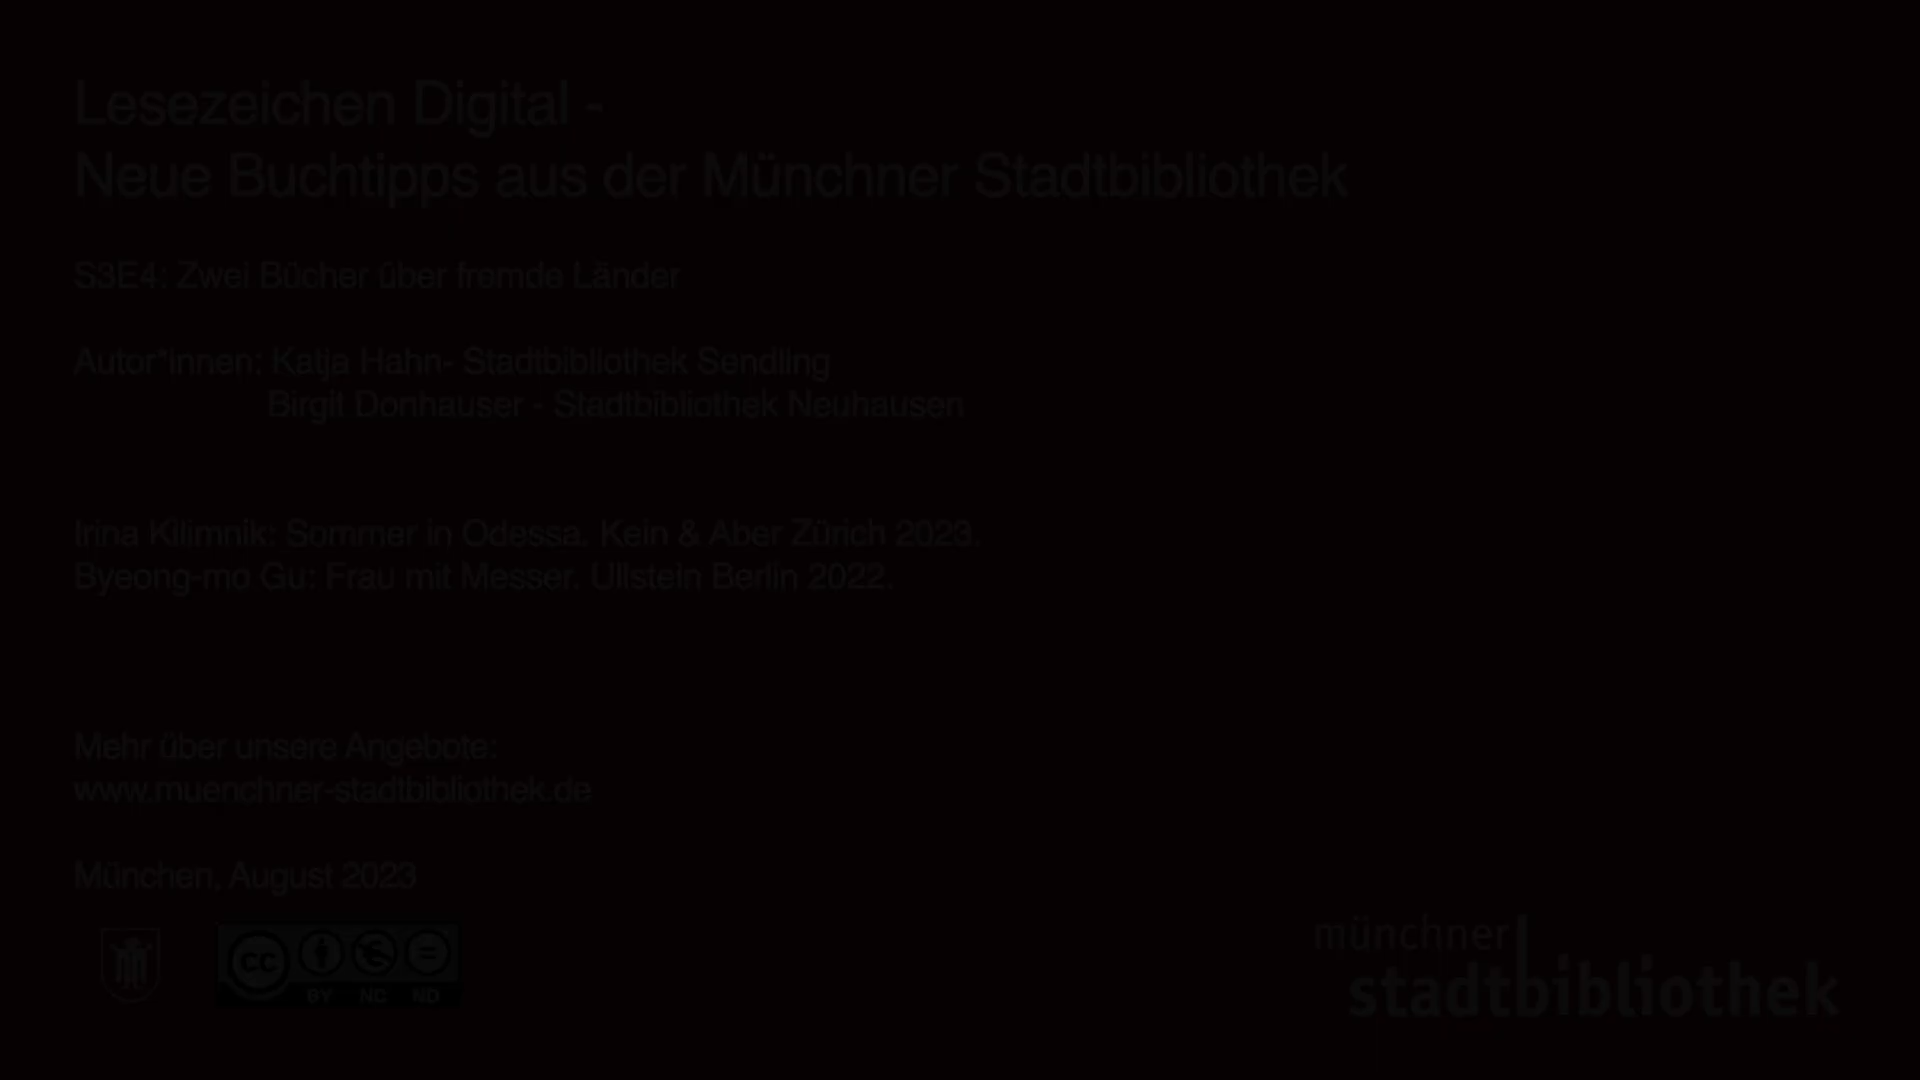 Lesezeichen Digital -
Neue Buchtipps aus der Münchner Stadtbibliothek
S3E4: Zwei Bücher über fremde Länder
Autor*innen: Katja Hahn- Stadtbibliothek Sendling
Birgit Donhauser - Stadtbibliothek Neuhausen
Irina Kilimnik: Sommer in Odessa. Kein & Aber Zürich 2023.
Byeong-mo Gu: Frau mit Messer. Ullstein Berlin 2022.
Mehr über unsere Angebote:
www.muenchner-stadtbibliothek.de
München, August 2023
cc BY NC ND
münchner
stadtbibliothek